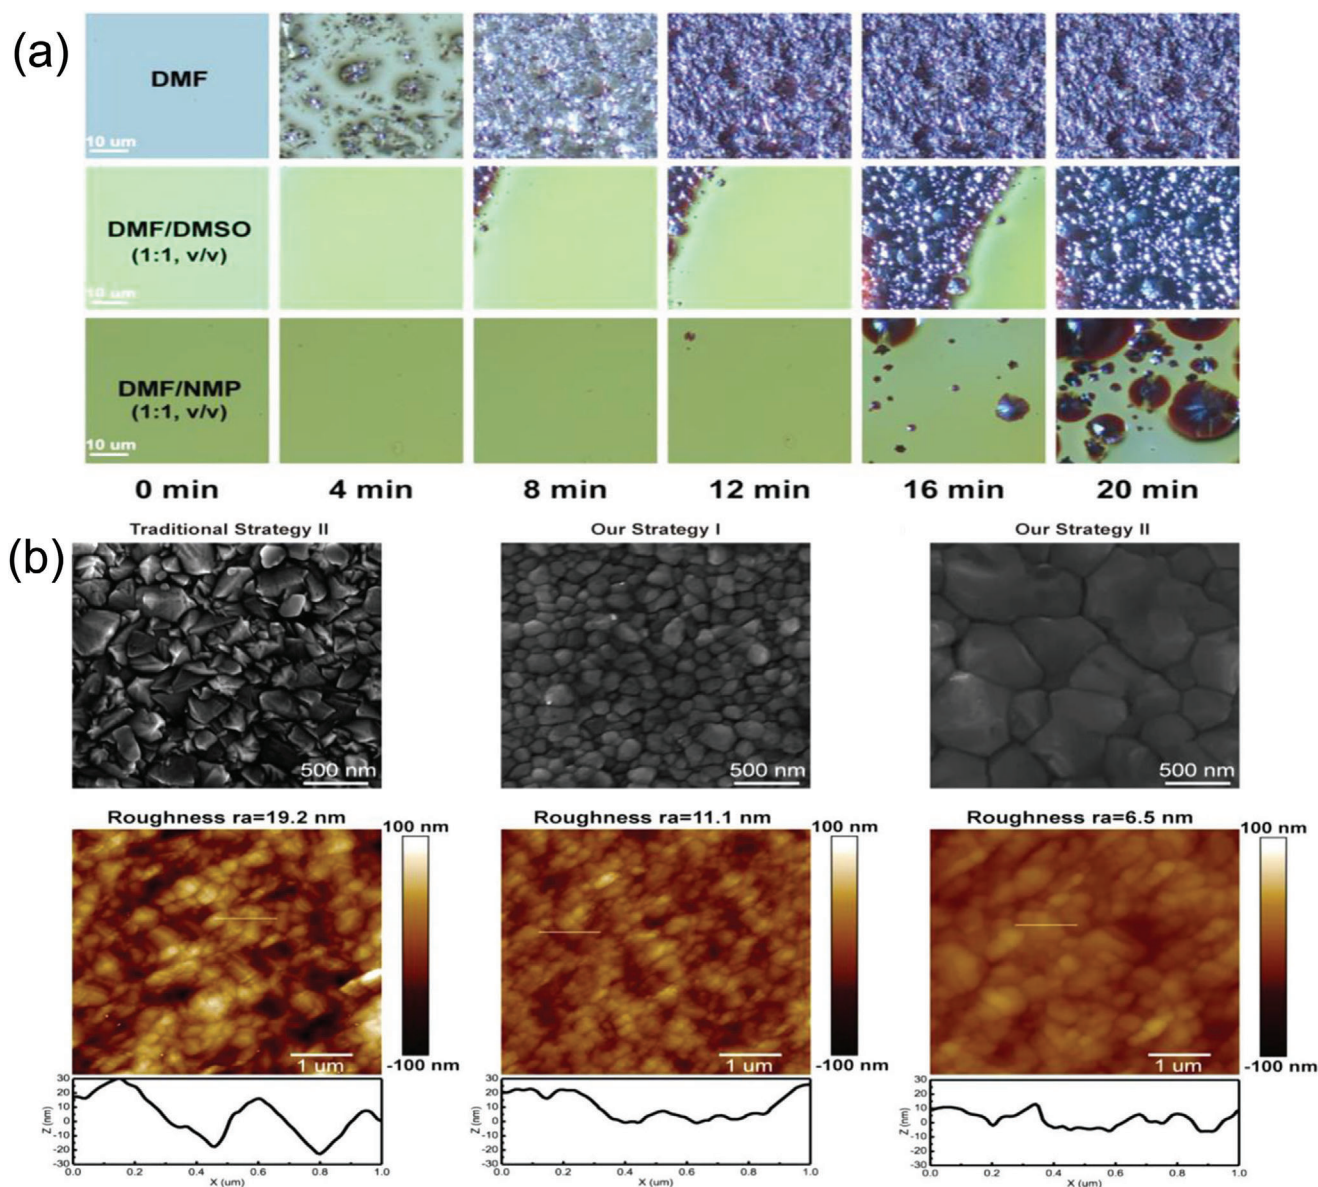 (a)
DMF
10 um
DMF/DMSO
(1:1, v/v)
10 um
DMF/NMP
(1:1, v/v)
10 um
0 min 4 min 8 min 12 min 16 min 20 min
(b)
Traditional Strategy II Our Strategy I Our Strategy II
500 nm 500 nm 500 nm
Roughness ra=19.2 nm Roughness ra=11.1 nm Roughness ra=6.5 nm
100 nm 100 nm 100 nm
1 um 1 um 1 um
-100 nm -100 nm -100 nm
Z (nm) Z (nm) Z (nm)
30 30 30
20 20 20
10 10 10
0 0 0
-10 -10 -10
-20 -20 -20
-30 -30 -30
0.0 0.2 0.4 0.6 0.8 1.0 0.0 0.2 0.4 0.6 0.8 1.0 0.0 0.2 0.4 0.6 0.8 1.0
X (um) X (um) X (um)